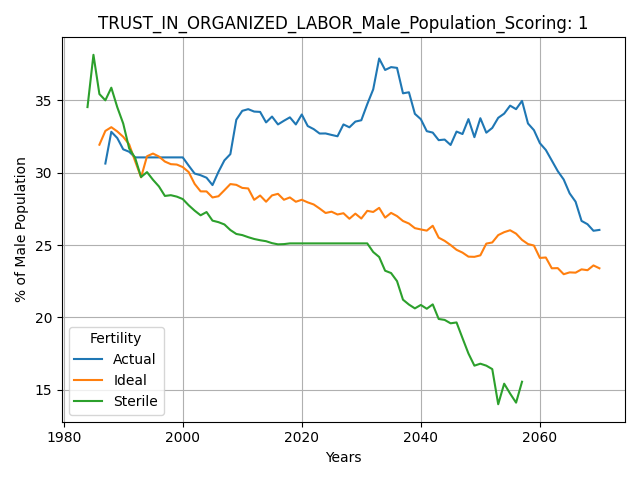 TRUST_IN_ORGANIZED_LABOR_Male_Population_Scoring: 1
% of Male Population
35
30
25
20
15
Fertility
Actual
Ideal
Sterile
1980 2000 2020 2040 2060
Years